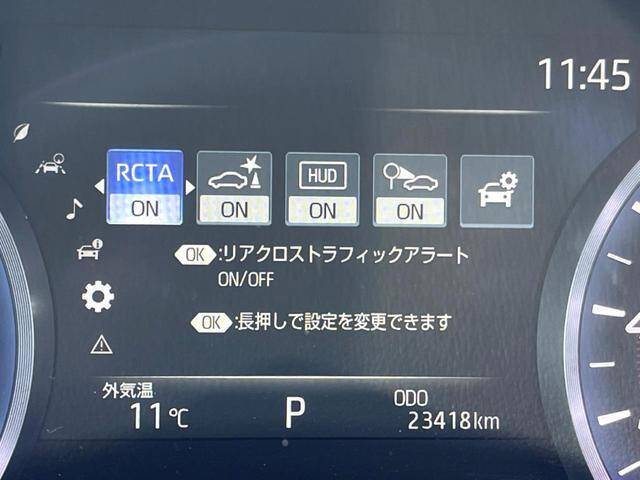 11:45
RCTA
HUD
ON ON ON ON
OK :リアクロストラフィックアラート
ON/OFF
OK :長押しで設定を変更できます
外気温
11℃
P
ODO
23418km